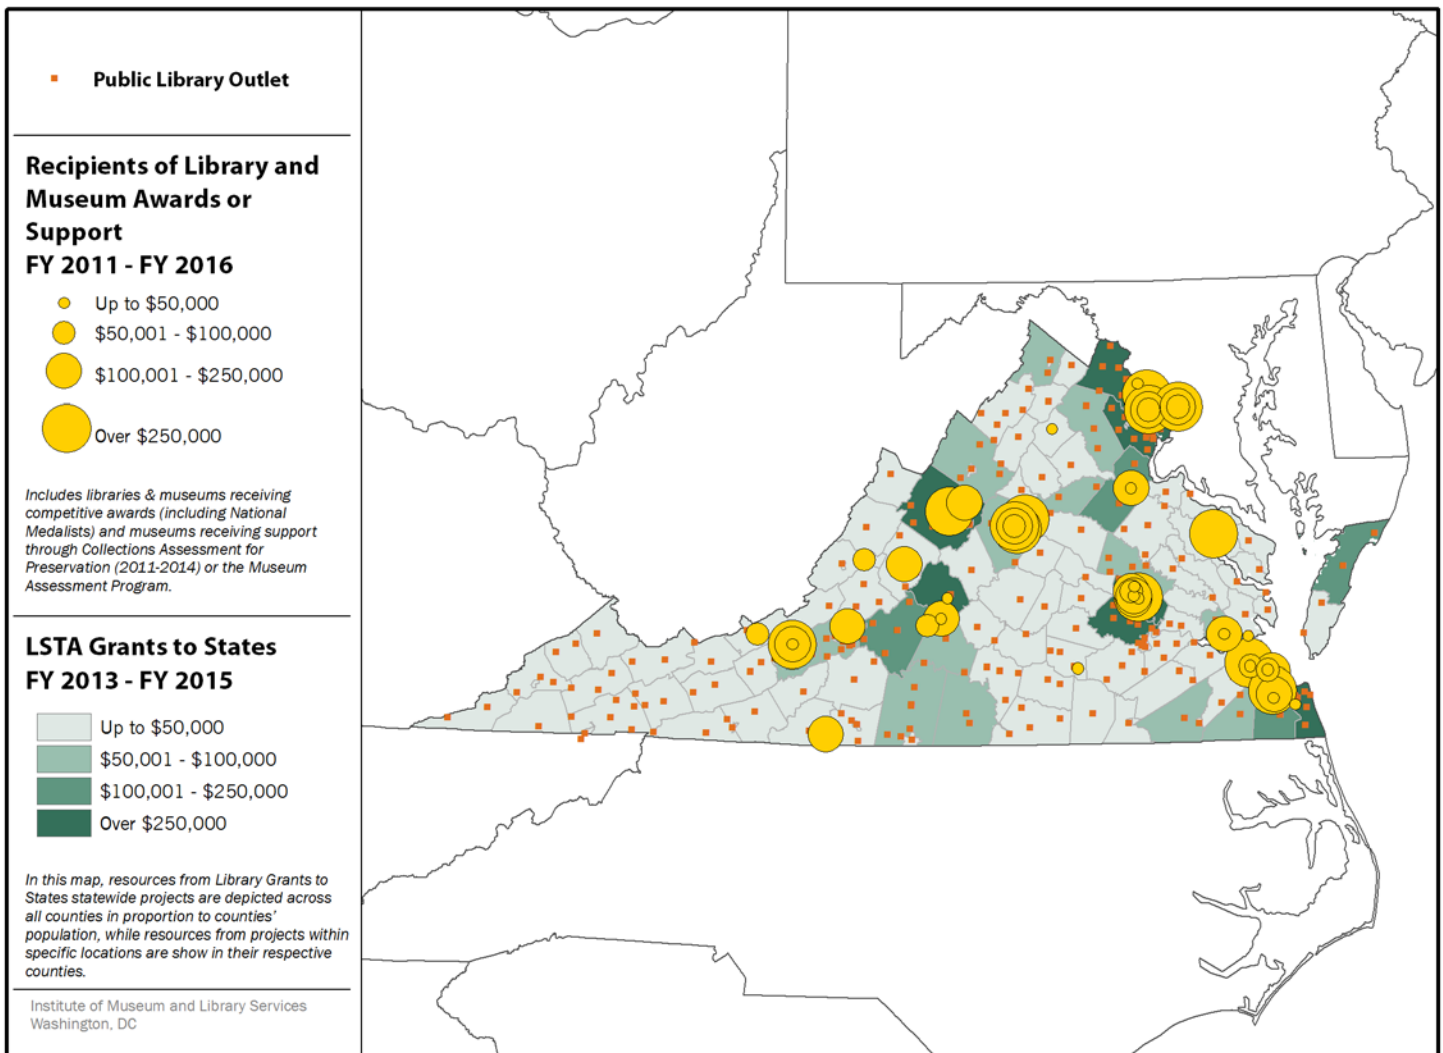 Public Library Outlet
Recipients of Library and
Museum Awards or
Support
FY 2011 - FY 2016
Up to $50,000
$50,001 - $100,000
$100,001 - $250,000
Over $250,000
Includes libraries & museums receiving
competitive awards (including National
Medalists) and museums receiving support
through Collections Assessment for
Preservation (2011-2014) or the Museum
Assessment Program.
LSTA Grants to States
FY 2013 - FY 2015
Up to $50,000
$50,001 - $100,000
$100,001 - $250,000
Over $250,000
In this map, resources from Library Grants to
States statewide projects are depicted across
all counties in proportion to counties'
population, while resources from projects within
specific locations are show in their respective
counties.
Institute of Museum and Library Services
Washington, DC